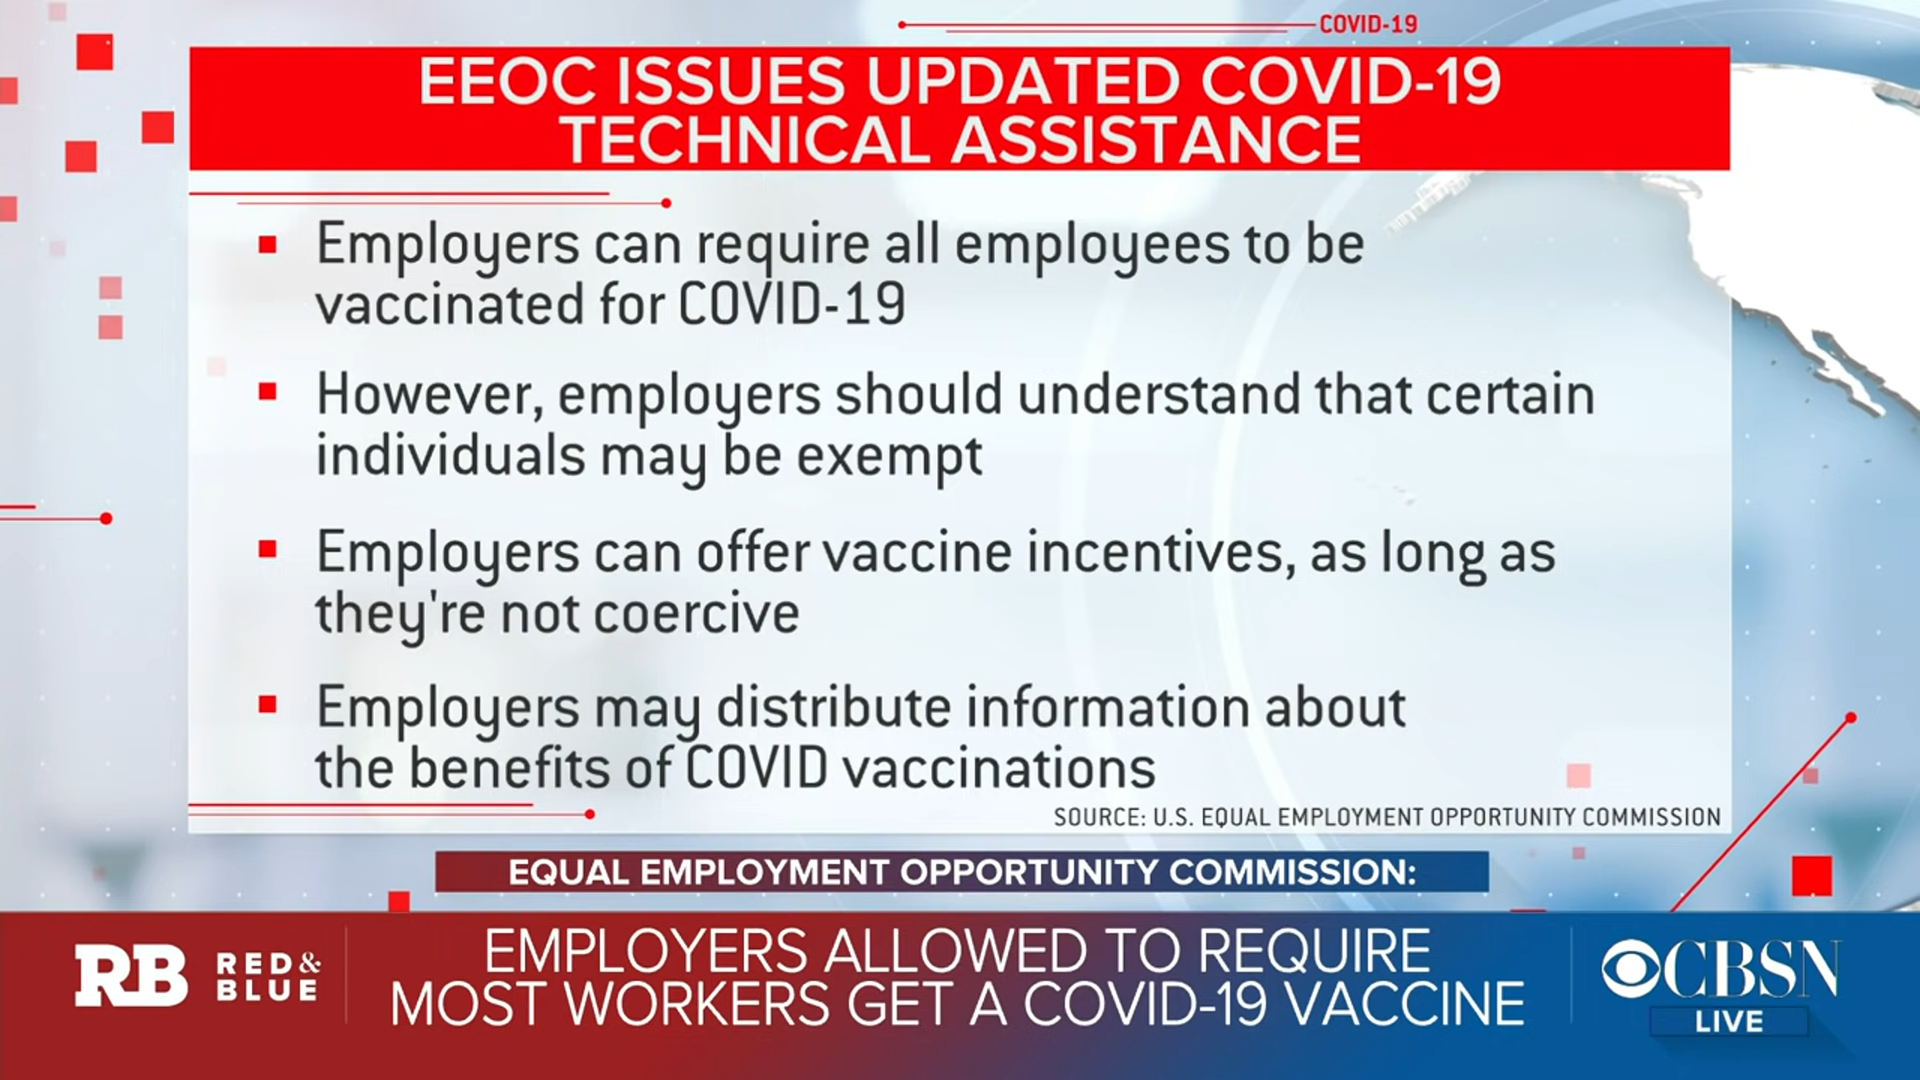 COVID-19
EEOC ISSUES UPDATED COVID-19
TECHNICAL ASSISTANCE
Employers can require all employees to be
vaccinated for COVID-19
However, employers should understand that certain
individuals may be exempt
Employers can offer vaccine incentives, as long as
they're not coercive
Employers may distribute information about
the benefits of COVID vaccinations
SOURCE: U.S. EQUAL EMPLOYMENT OPPORTUNITY COMMISSION
EQUAL EMPLOYMENT OPPORTUNITY COMMISSION:
RB RED &
BLUE
EMPLOYERS ALLOWED TO REQUIRE
MOST WORKERS GET A COVID-19 VACCINE
CBSN
LIVE